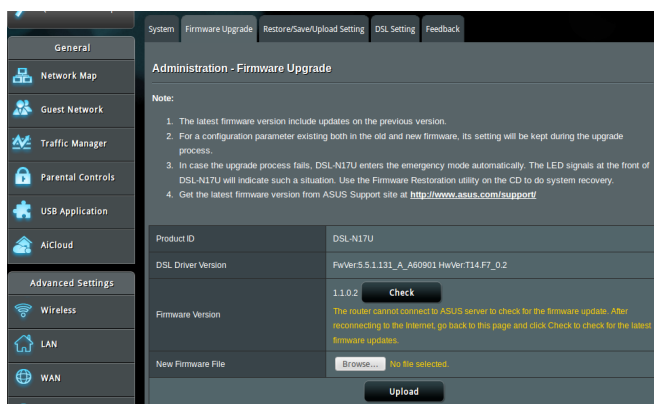 System Firmware Upgrade Restore/Save/Upload Setting DSL Setting Feedback
General
Network Map
Guest Network
Traffic Manager
Parental Controls
USB Application
AiCloud
Advanced Settings
Wireless
LAN
WAN
Administration - Firmware Upgrade
Note:
1. The latest firmware version include updates on the previous version.
2. For a configuration parameter existing both in the old and new firmware, its setting will be kept during the upgrade
process.
3. In case the upgrade process fails, DSL-N17U enters the emergency mode automatically. The LED signals at the front of
DSL-N17U will indicate such a situation. Use the Firmware Restoration utility on the CD to do system recovery.
4. Get the latest firmware version from ASUS Support site at http://www.asus.com/support/
Product ID DSL-N17U
DSL Driver Version FwVer:5.5.1.131_A_A60901 HwVer:T14.F7_0.2
Firmware Version
1.1.0.2 Check
The router cannot connect to ASUS server to check for the firmware update. After
reconnecting to the Internet, go back to this page and click Check to check for the latest
firmware updates.
New Firmware File Browse... No file selected.
Upload